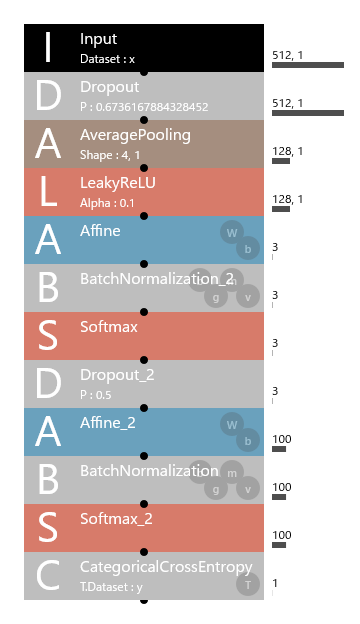 I Input
Dataset : x
512, 1
D Dropout
P : 0.6736167884328452
512, 1
A AveragePooling
Shape : 4, 1
128, 1
L LeakyReLU
Alpha : 0.1
128, 1
A Affine
W
b
3
B BatchNormalization_2
m
g
v
3
S Softmax
3
D Dropout_2
P : 0.5
3
A Affine_2
W
b
100
B BatchNormalization
m
g
v
100
S Softmax_2
100
C CategoricalCrossEntropy
T.Dataset : y
T
1